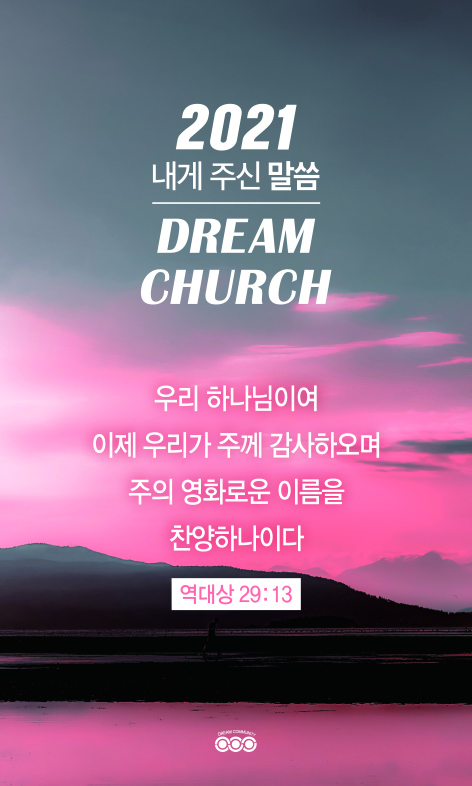 2021
내게 주신 말씀
DREAM
CHURCH
우리 하나님이여
이제 우리가 주께 감사하오며
주의 영화로운 이름을
찬양하나이다
역대상 29:13
DREAM COMMUNITY